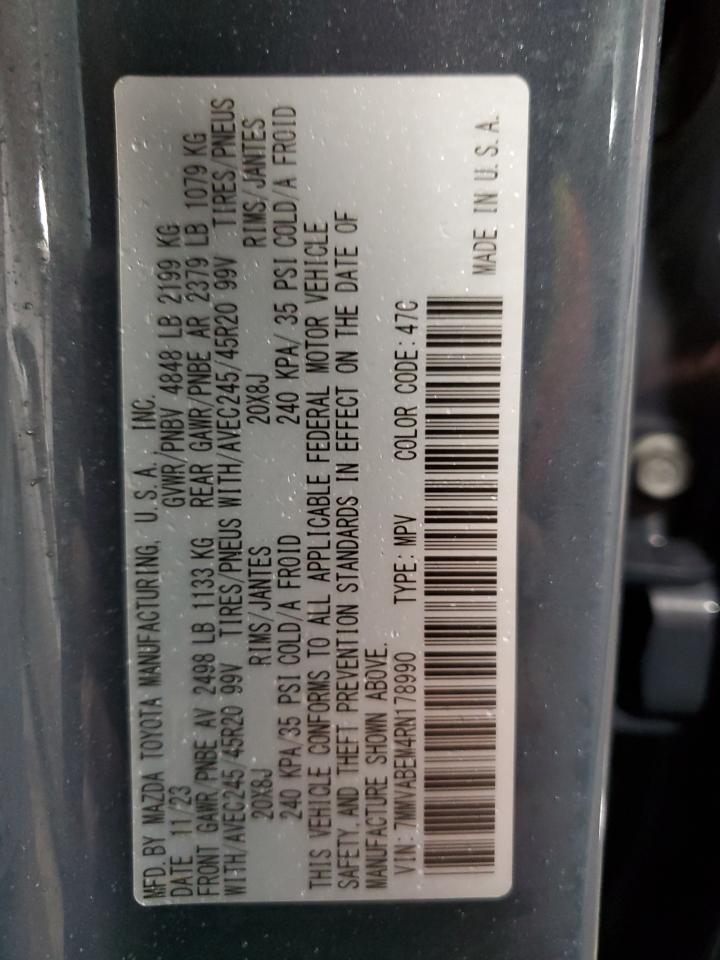 MFD. BY MAZDA TOYOTA MANUFACTURING, U.S.A., INC.
DATE 11/23 GVWR/PNBV 4848 LB 2199 KG
FRONT GAWR/PNBE AV 2498 LB 1133 KG REAR GAWR/PNBE AR 2379 LB 1079 KG
WITH/AVEC245/45R20 99V TIRES/PNEUS WITH/AVEC245/45R20 99V TIRES/PNEUS
20X8J RIMS/JANTES 20X8J RIMS/JANTES
240 KPA/35 PSI COLD/A FROID 240 KPA/ 35 PSI COLD/A FROID
THIS VEHICLE CONFORMS TO ALL APPLICABLE FEDERAL MOTOR VEHICLE
SAFETY, AND THEFT PREVENTION STANDARDS IN EFFECT ON THE DATE OF
MANUFACTURE SHOWN ABOVE.
VIN:7MMVABEM4RN178990 TYPE:MPV COLOR CODE:47C
MADE IN U.S.A.